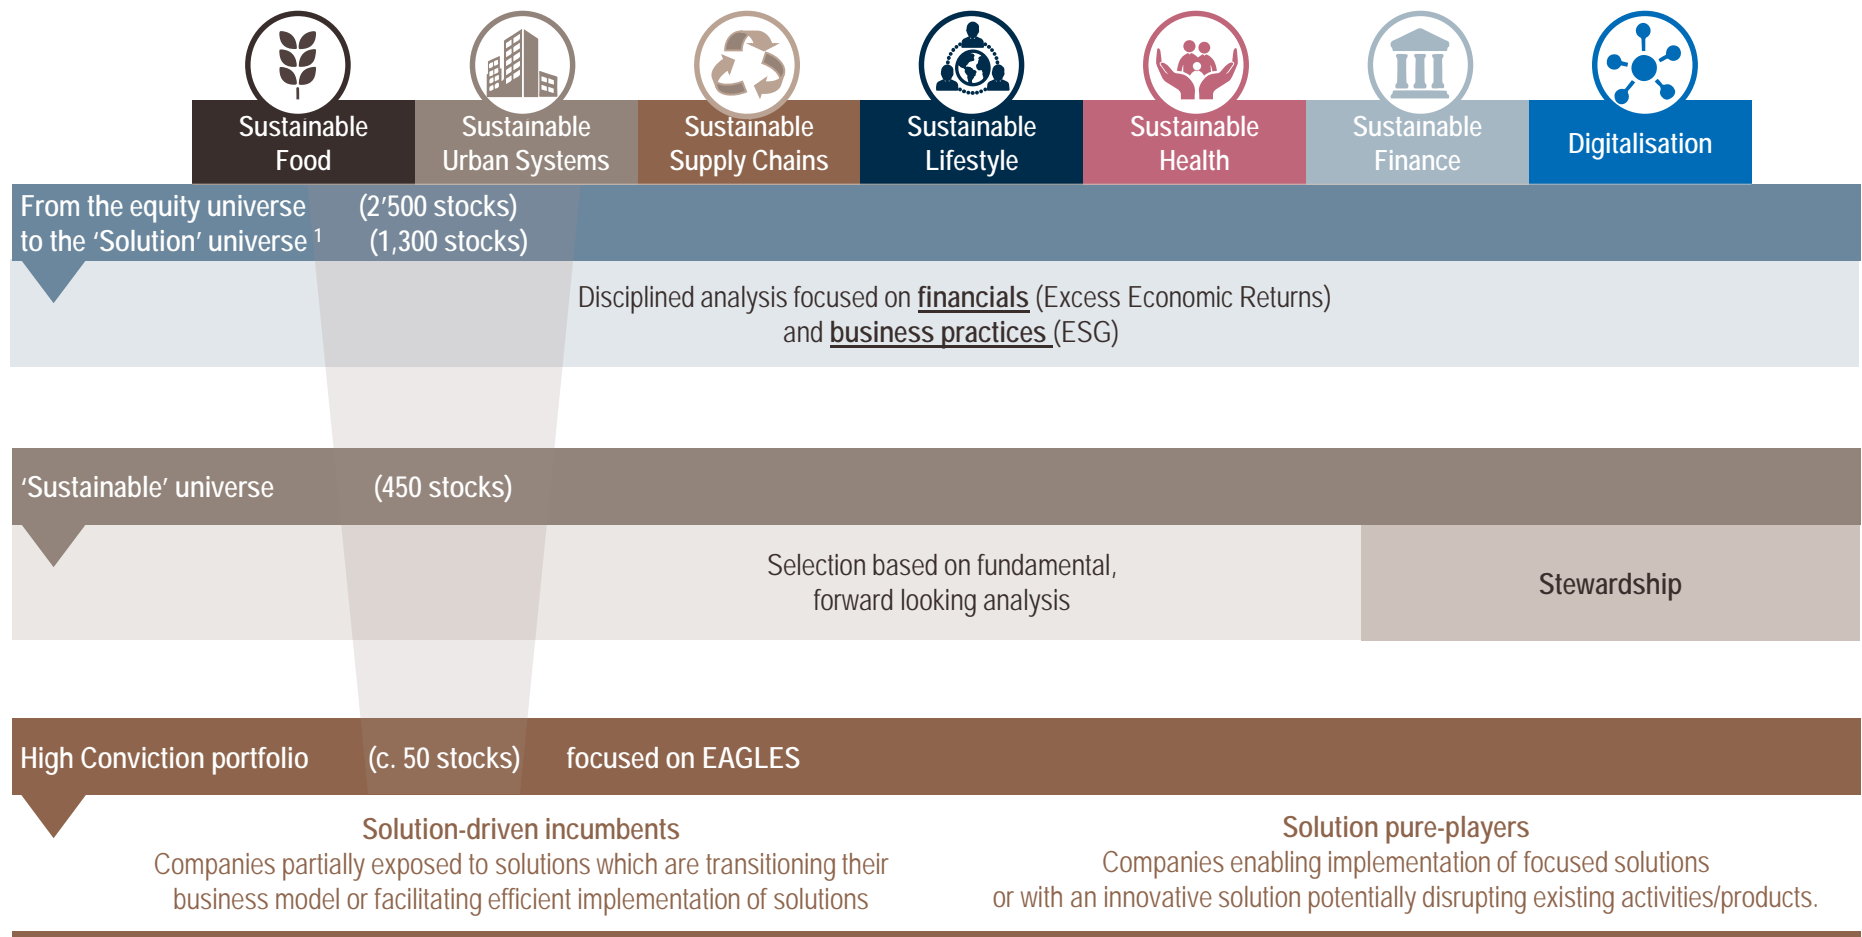 Sustainable
Food
Sustainable
Urban Systems
Sustainable
Supply Chains
Sustainable
Lifestyle
Sustainable
Health
Sustainable
Finance
Digitalisation
From the equity universe (2'500 stocks)
to the ‘Solution’ universe 1 (1,300 stocks)
Disciplined analysis focused on financials (Excess Economic Returns)
and business practices (ESG)
‘Sustainable’ universe (450 stocks)
Selection based on fundamental,
forward looking analysis
Stewardship
High Conviction portfolio (c. 50 stocks) focused on EAGLES
Solution-driven incumbents
Companies partially exposed to solutions which are transitioning their
business model or facilitating efficient implementation of solutions
Solution pure-players
Companies enabling implementation of focused solutions
or with an innovative solution potentially disrupting existing activities/products.